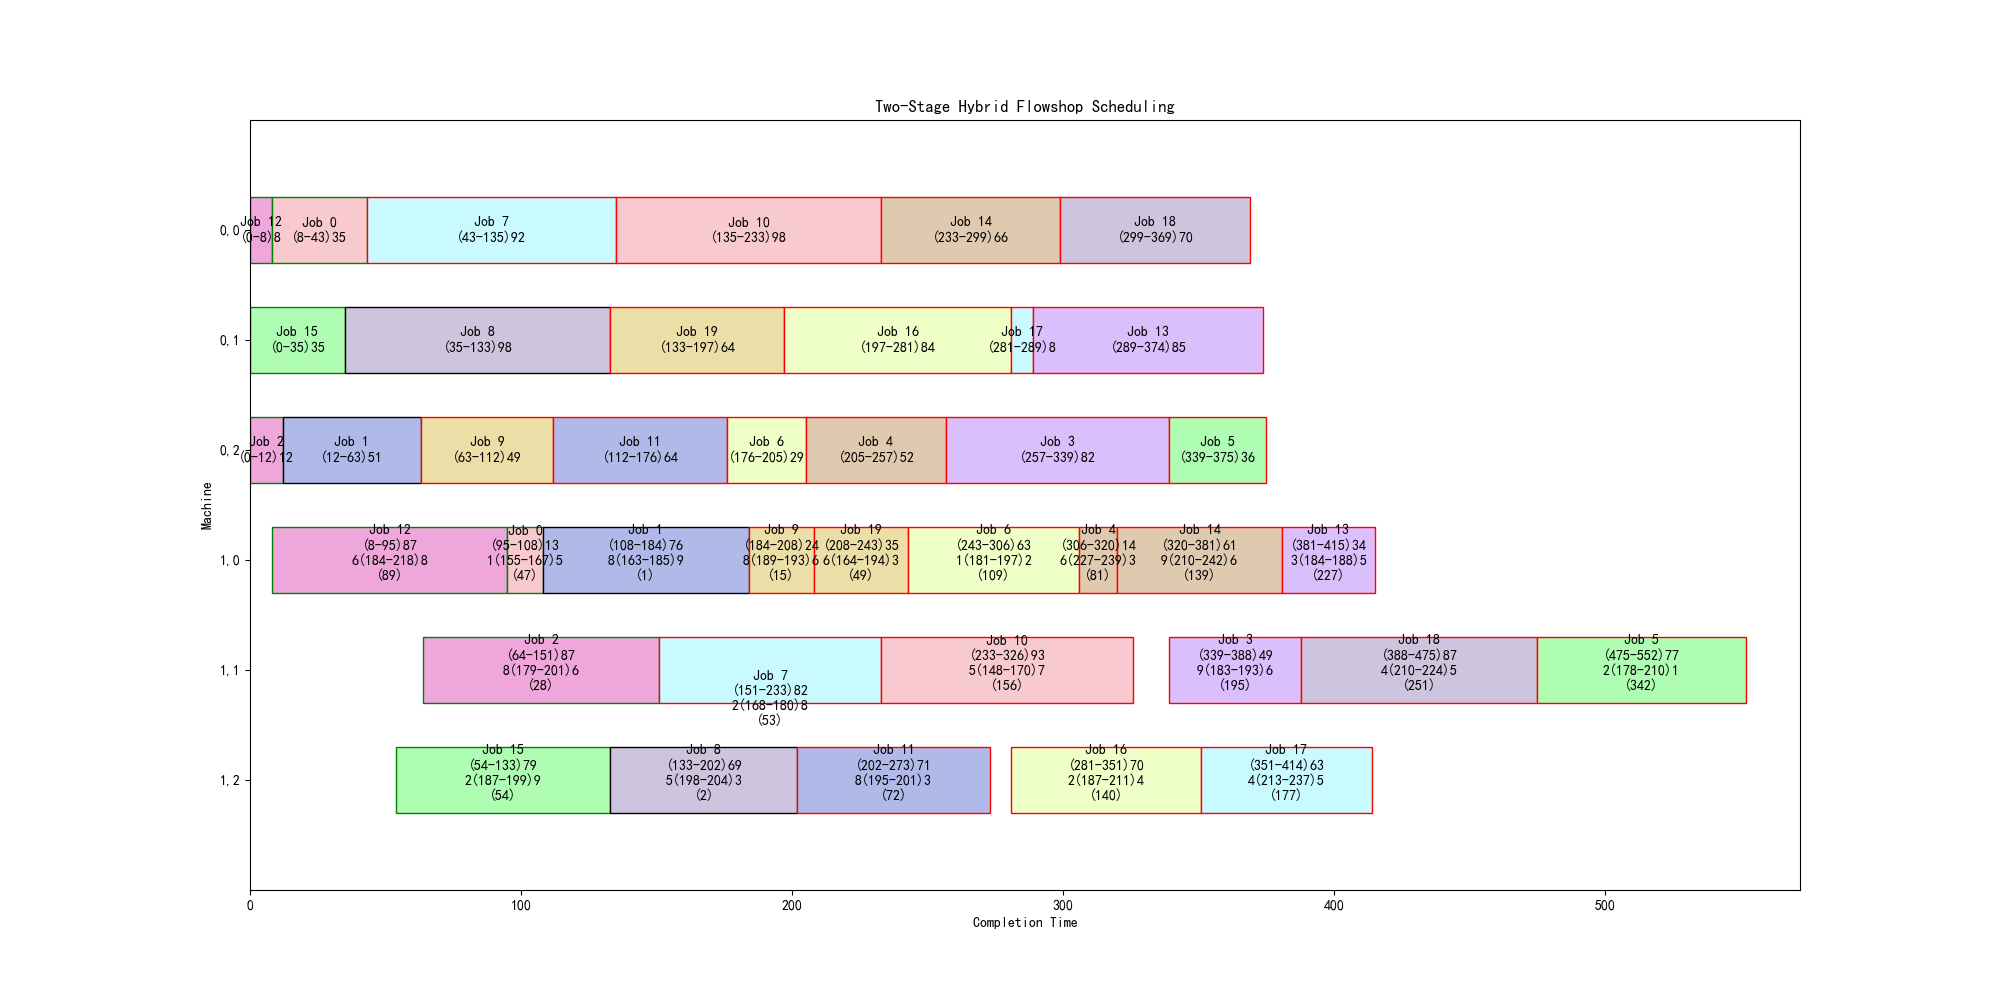 Two-Stage Hybrid Flowshop Scheduling
0,0
Job 12
(0-8)8
Job 0
(8-43)35
Job 7
(43-135)92
Job 10
(135-233)98
Job 14
(233-299)66
Job 18
(299-369)70
0,1
Job 15
(0-35)35
Job 8
(35-133)98
Job 19
(133-197)64
Job 16
(197-281)84
Job 17
(281-289)8
Job 13
(289-374)85
0,2
Job 2
(0-12)12
Job 1
(12-63)51
Job 9
(63-112)49
Job 11
(112-176)64
Job 6
(176-205)29
Job 4
(205-257)52
Job 3
(257-339)82
Job 5
(339-375)36
Machine
1,0
Job 12
(8-95)87
6(184-218)8
(89)
Job 0
(95-108)13
1(155-167)5
(47)
Job 1
(108-184)76
8(163-185)9
(1)
Job 9
(184-208)24
8(189-193)6
(15)
Job 19
(208-243)35
6(164-194)3
(49)
Job 6
(243-306)63
1(181-197)2
(109)
Job 4
(306-320)14
6(227-239)3
(81)
Job 14
(320-381)61
9(210-242)6
(139)
Job 13
(381-415)34
3(184-188)5
(227)
1,1
Job 2
(64-151)87
8(179-201)6
(28)
Job 7
(151-233)82
2(168-180)8
(53)
Job 10
(233-326)93
5(148-170)7
(156)
Job 3
(339-388)49
9(183-193)6
(195)
Job 18
(388-475)87
4(210-224)5
(251)
Job 5
(475-552)77
2(178-210)1
(342)
1,2
Job 15
(54-133)79
2(187-199)9
(54)
Job 8
(133-202)69
5(198-204)3
(2)
Job 11
(202-273)71
8(195-201)3
(72)
Job 16
(281-351)70
2(187-211)4
(140)
Job 17
(351-414)63
4(213-237)5
(177)
0
100
200
300
400
500
Completion Time